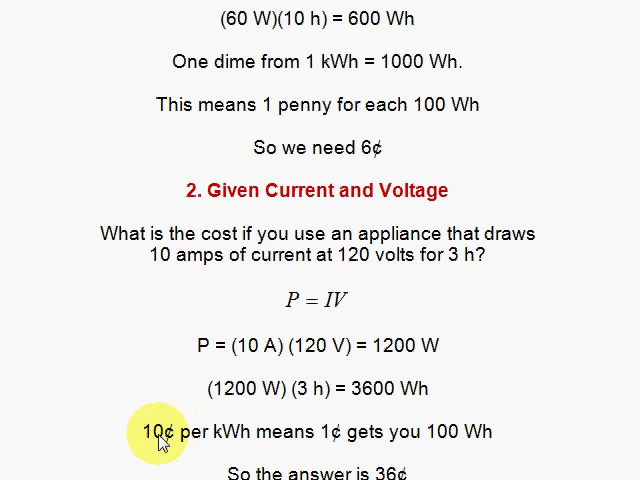 (60 W)(10 h) = 600 Wh
One dime from 1 kWh = 1000 Wh.
This means 1 penny for each 100 Wh
So we need 6¢
2. Given Current and Voltage
What is the cost if you use an appliance that draws
10 amps of current at 120 volts for 3 h?
P = IV
P = (10 A) (120 V) = 1200 W
(1200 W) (3 h) = 3600 Wh
10¢ per kWh means 1¢ gets you 100 Wh
So the answer is 36¢